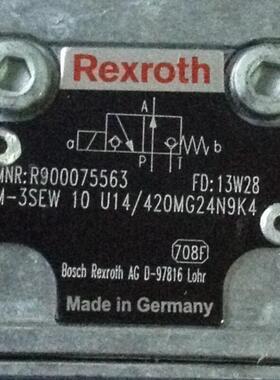 Rexroth
A
a
b
P T
MNR:R900075563 FD:13W28
M-3SEW 10 U14/420MG24N9K4
708F
Bosch Rexroth AG D-97816 Lohr
Made in Germany